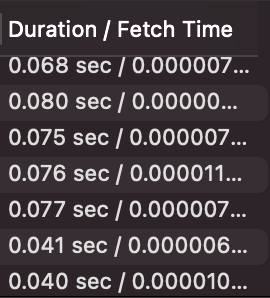 Duration / Fetch Time
0.068 sec / 0.000007...
0.080 sec / 0.00000...
0.075 sec / 0.000007...
0.076 sec / 0.000011...
0.077 sec / 0.000007...
0.041 sec / 0.000006...
0.040 sec / 0.000010...